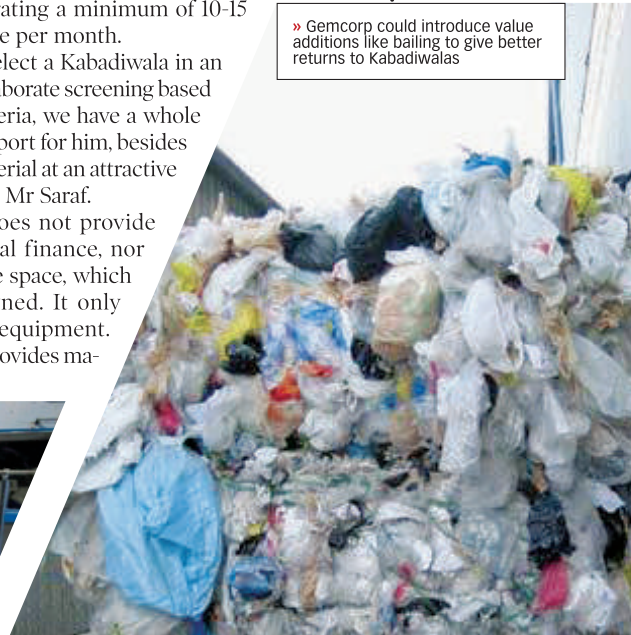 rating a minimum of 10-15
e per month.
elect a Kabadiwala in an
aborate screening based
eria, we have a whole
port for him, besides
erial at an attractive
Mr Saraf.
oes not provide
al finance, nor
e space, which
ned. It only
equipment.
ovides ma-
» Gemcorp could introduce value
additions like bailing to give better
returns to Kabadiwalas